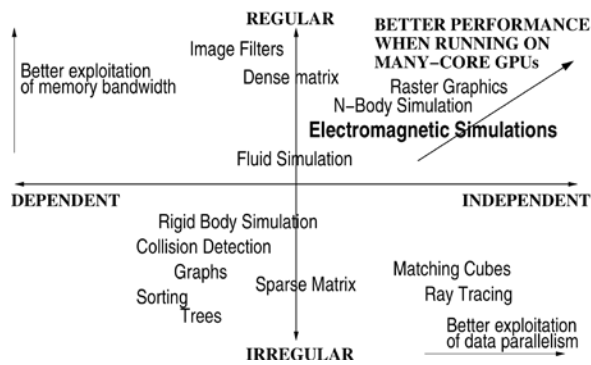 REGULAR
BETTER PERFORMANCE
WHEN RUNNING ON
MANY-CORE GPUs
Image Filters
Better exploitation
of memory bandwidth
Dense matrix
Raster Graphics
N-Body Simulation
Electromagnetic Simulations
Fluid Simulation
DEPENDENT
INDEPENDENT
Rigid Body Simulation
Collision Detection
Graphs
Sparse Matrix
Matching Cubes
Sorting
Ray Tracing
Trees
Better exploitation
of data parallelism
IRREGULAR